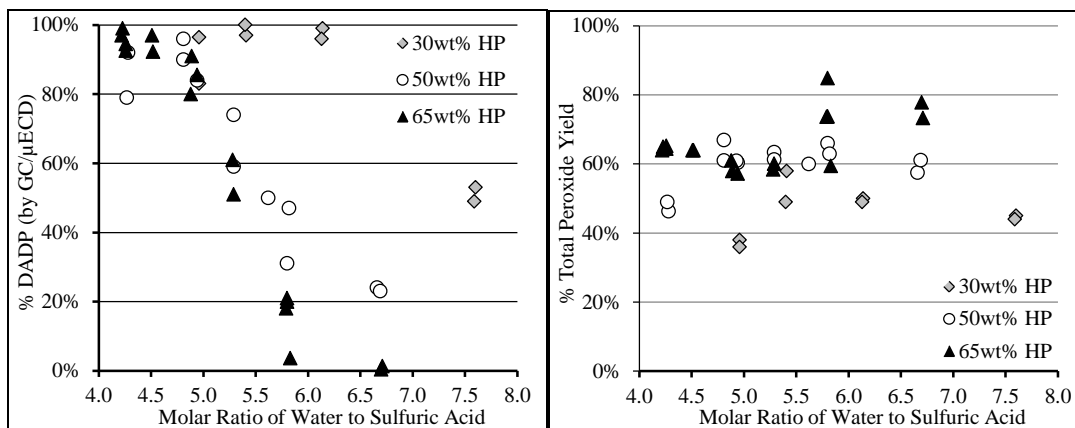 100%
80%
60%
40%
20%
0%
% DADP (by GC/µECD)
30wt% HP
50wt% HP
65wt% HP
4.0 4.5 5.0 5.5 6.0 6.5 7.0 7.5 8.0
Molar Ratio of Water to Sulfuric Acid
100%
80%
60%
40%
20%
0%
% Total Peroxide Yield
30wt% HP
50wt% HP
65wt% HP
4.0 4.5 5.0 5.5 6.0 6.5 7.0 7.5 8.0
Molar Ratio of Water to Sulfuric Acid